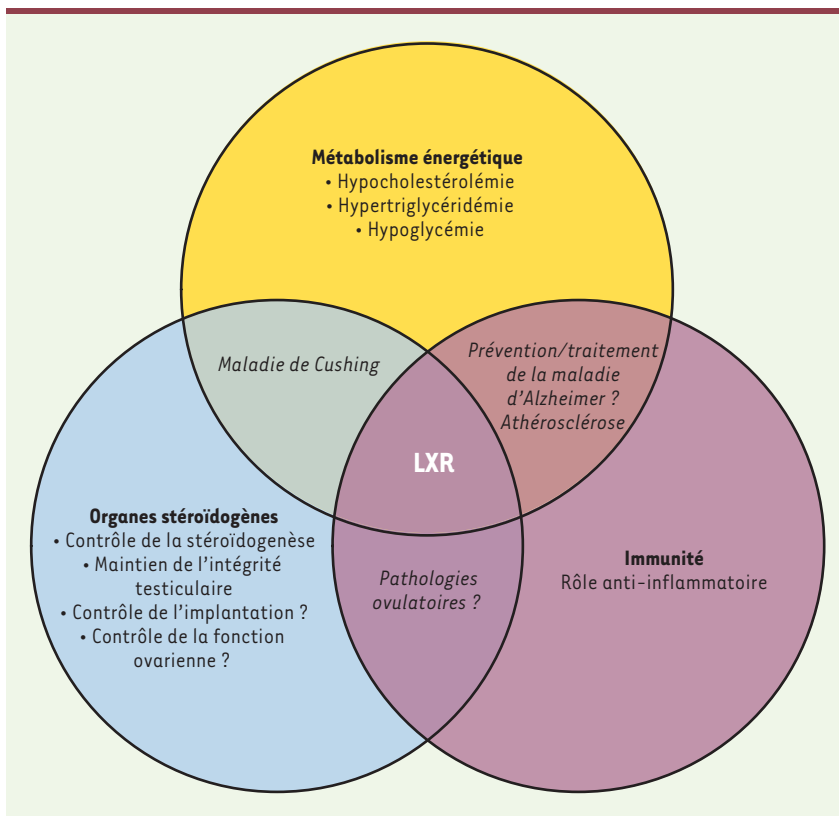 Métabolisme énergétique
• Hypocholestérolémie
• Hypertriglycéridémie
• Hypoglycémie
Maladie de Cushing
Prévention/traitement
de la maladie
d'Alzheimer ?
Athérosclérose
LXR
Organes stéroïdogènes
• Contrôle de la stéroïdogenèse
• Maintien de l'intégrité
testiculaire
• Contrôle de l'implantation ?
• Contrôle de la fonction
ovarienne ?
Pathologies
ovulatoires ?
Immunité
Rôle anti-inflammatoire